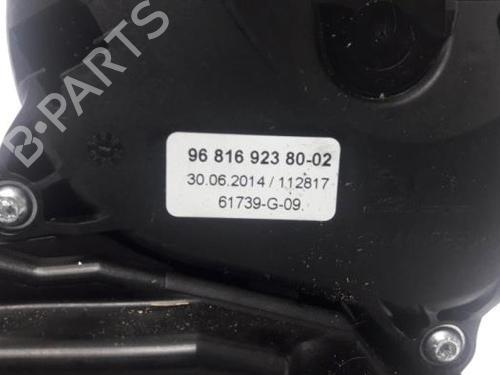 B-PARTS
96 816 923 80-02
30.06.2014 / 112817
61739-G-09.